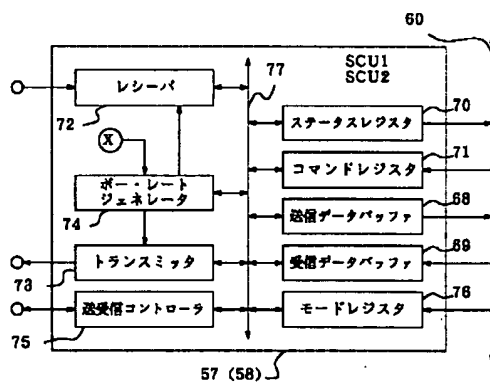 60
SCU1
SCU2
77
レシーバ
72
70
ステータスレジスタ
X
71
コマンドレジスタ
ボー・レート
ジェネレータ
74
68
送信データバッファ
69
トランスミッタ
73
受信データバッファ
76
送受信コントローラ
75
モードレジスタ
57 (58)